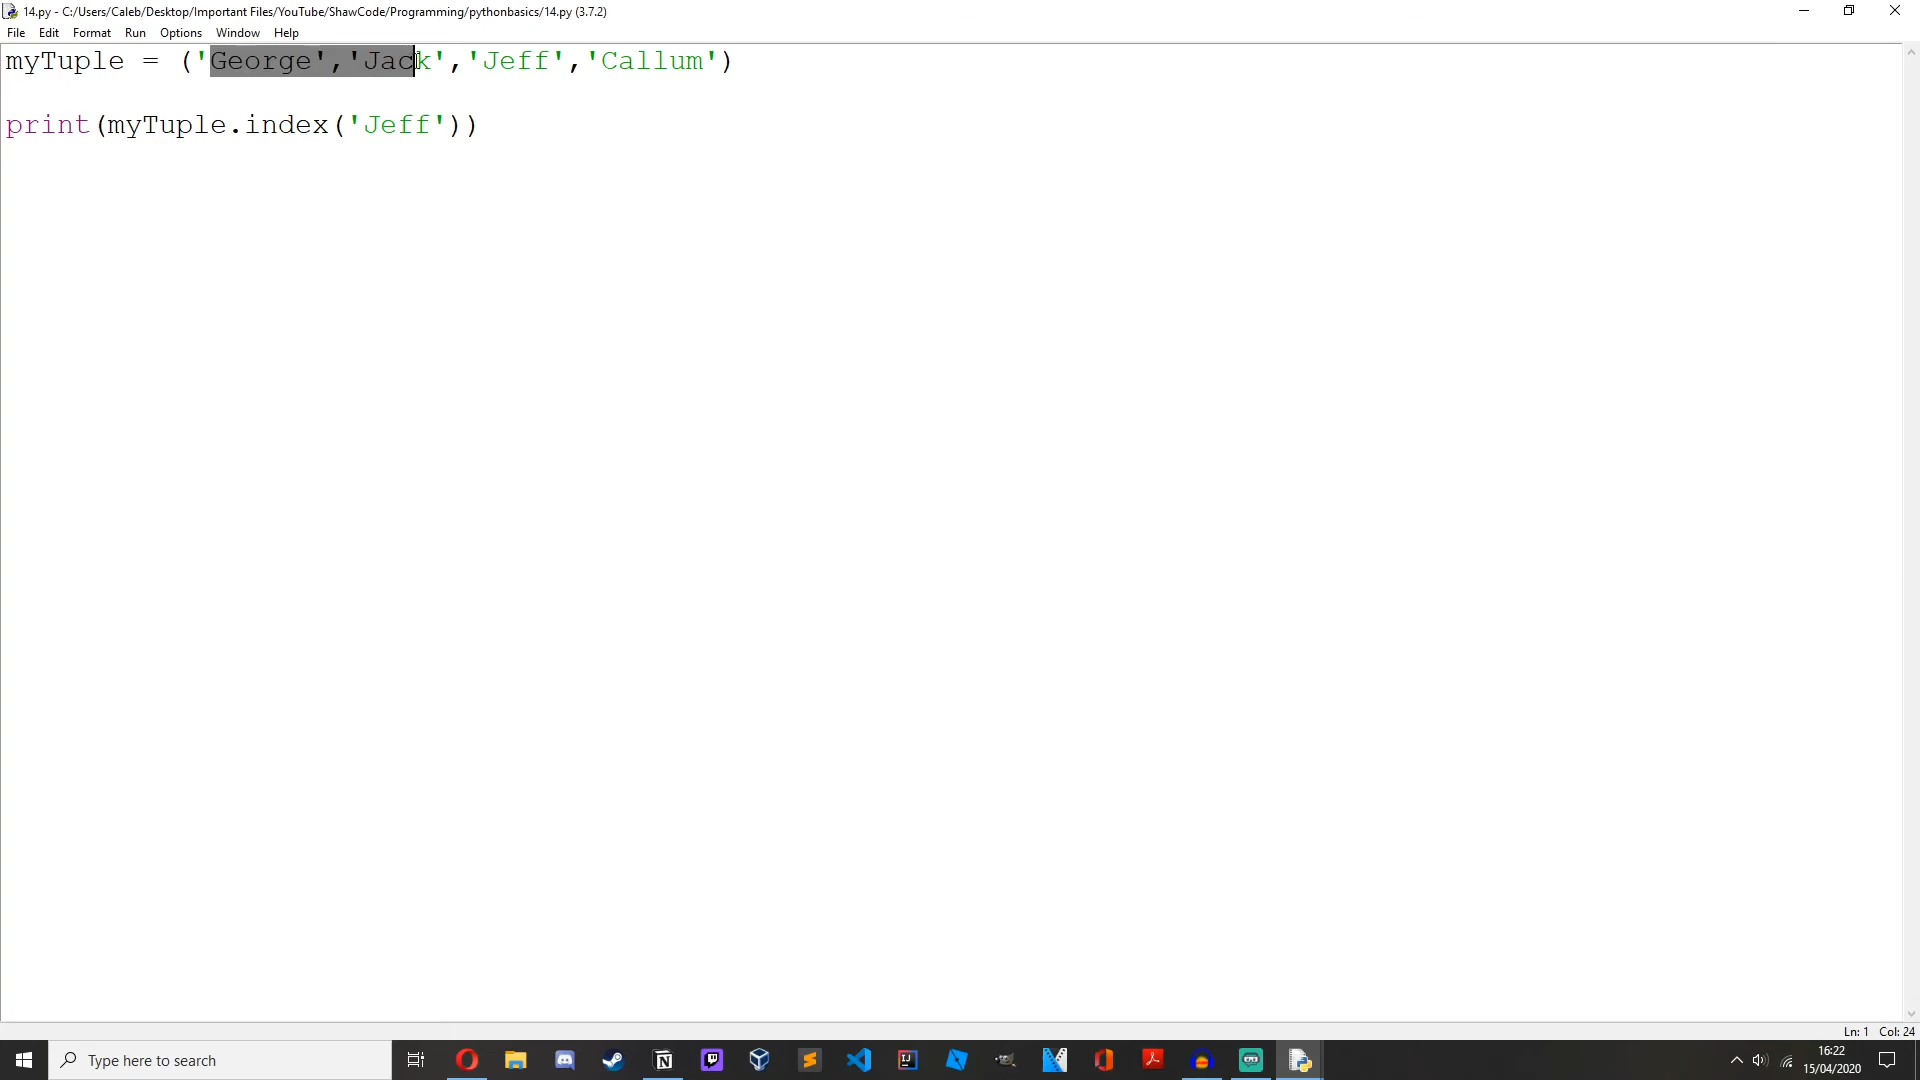 14.py - C:/Users/Caleb/Desktop/Important Files/YouTube/ShawCode/Programming/pythonbasics/14.py (3.7.2)
File Edit Format Run Options Window Help
myTuple = ('George','Jack','Jeff','Callum')
print(myTuple.index('Jeff'))
Ln: 1 Col: 24
Type here to search
16:22
15/04/2020